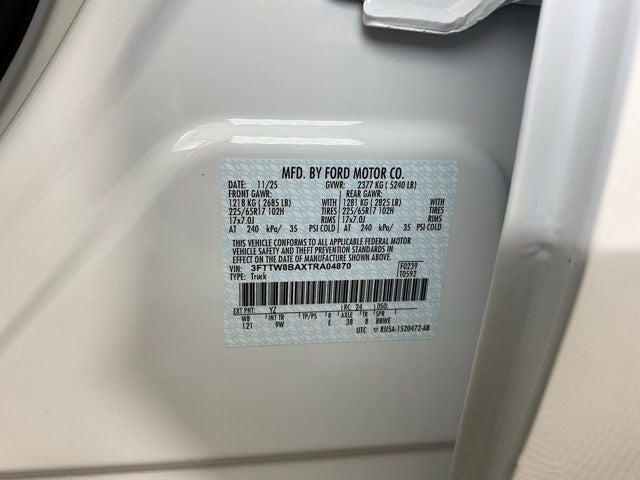 MFD. BY FORD MOTOR CO.
DATE: 11/25 GVWR: 2377 KG ( 5240 LB)
FRONT GAWR: REAR GAWR:
1218 KG ( 2685 LB) WITH 1281 KG ( 2825 LB) WITH
225/65R17 102H TIRES 225/65R17 102H TIRES
17x7.0J RIMS 17x7.0J RIMS
AT 240 kPa/ 35 PSI COLD AT 240 kPa/ 35 PSI COLD
THIS VEHICLE CONFORMS TO ALL APPLICABLE FEDERAL MOTOR
VEHICLE SAFETY AND THEFT PREVENTION STANDARDS IN
EFFECT ON THE DATE OF MANUFACTURE SHOWN ABOVE.
VIN: 3FTTW8BAXTRA04870 F0239
TYPE: Truck T0592
EXT PNT: YZ RC: 24 DSO:
WB INT TR TP/PS R AXLE TR SPR
121 9W E 3B 8 BBWE
UTC RU5A-1520472-AB